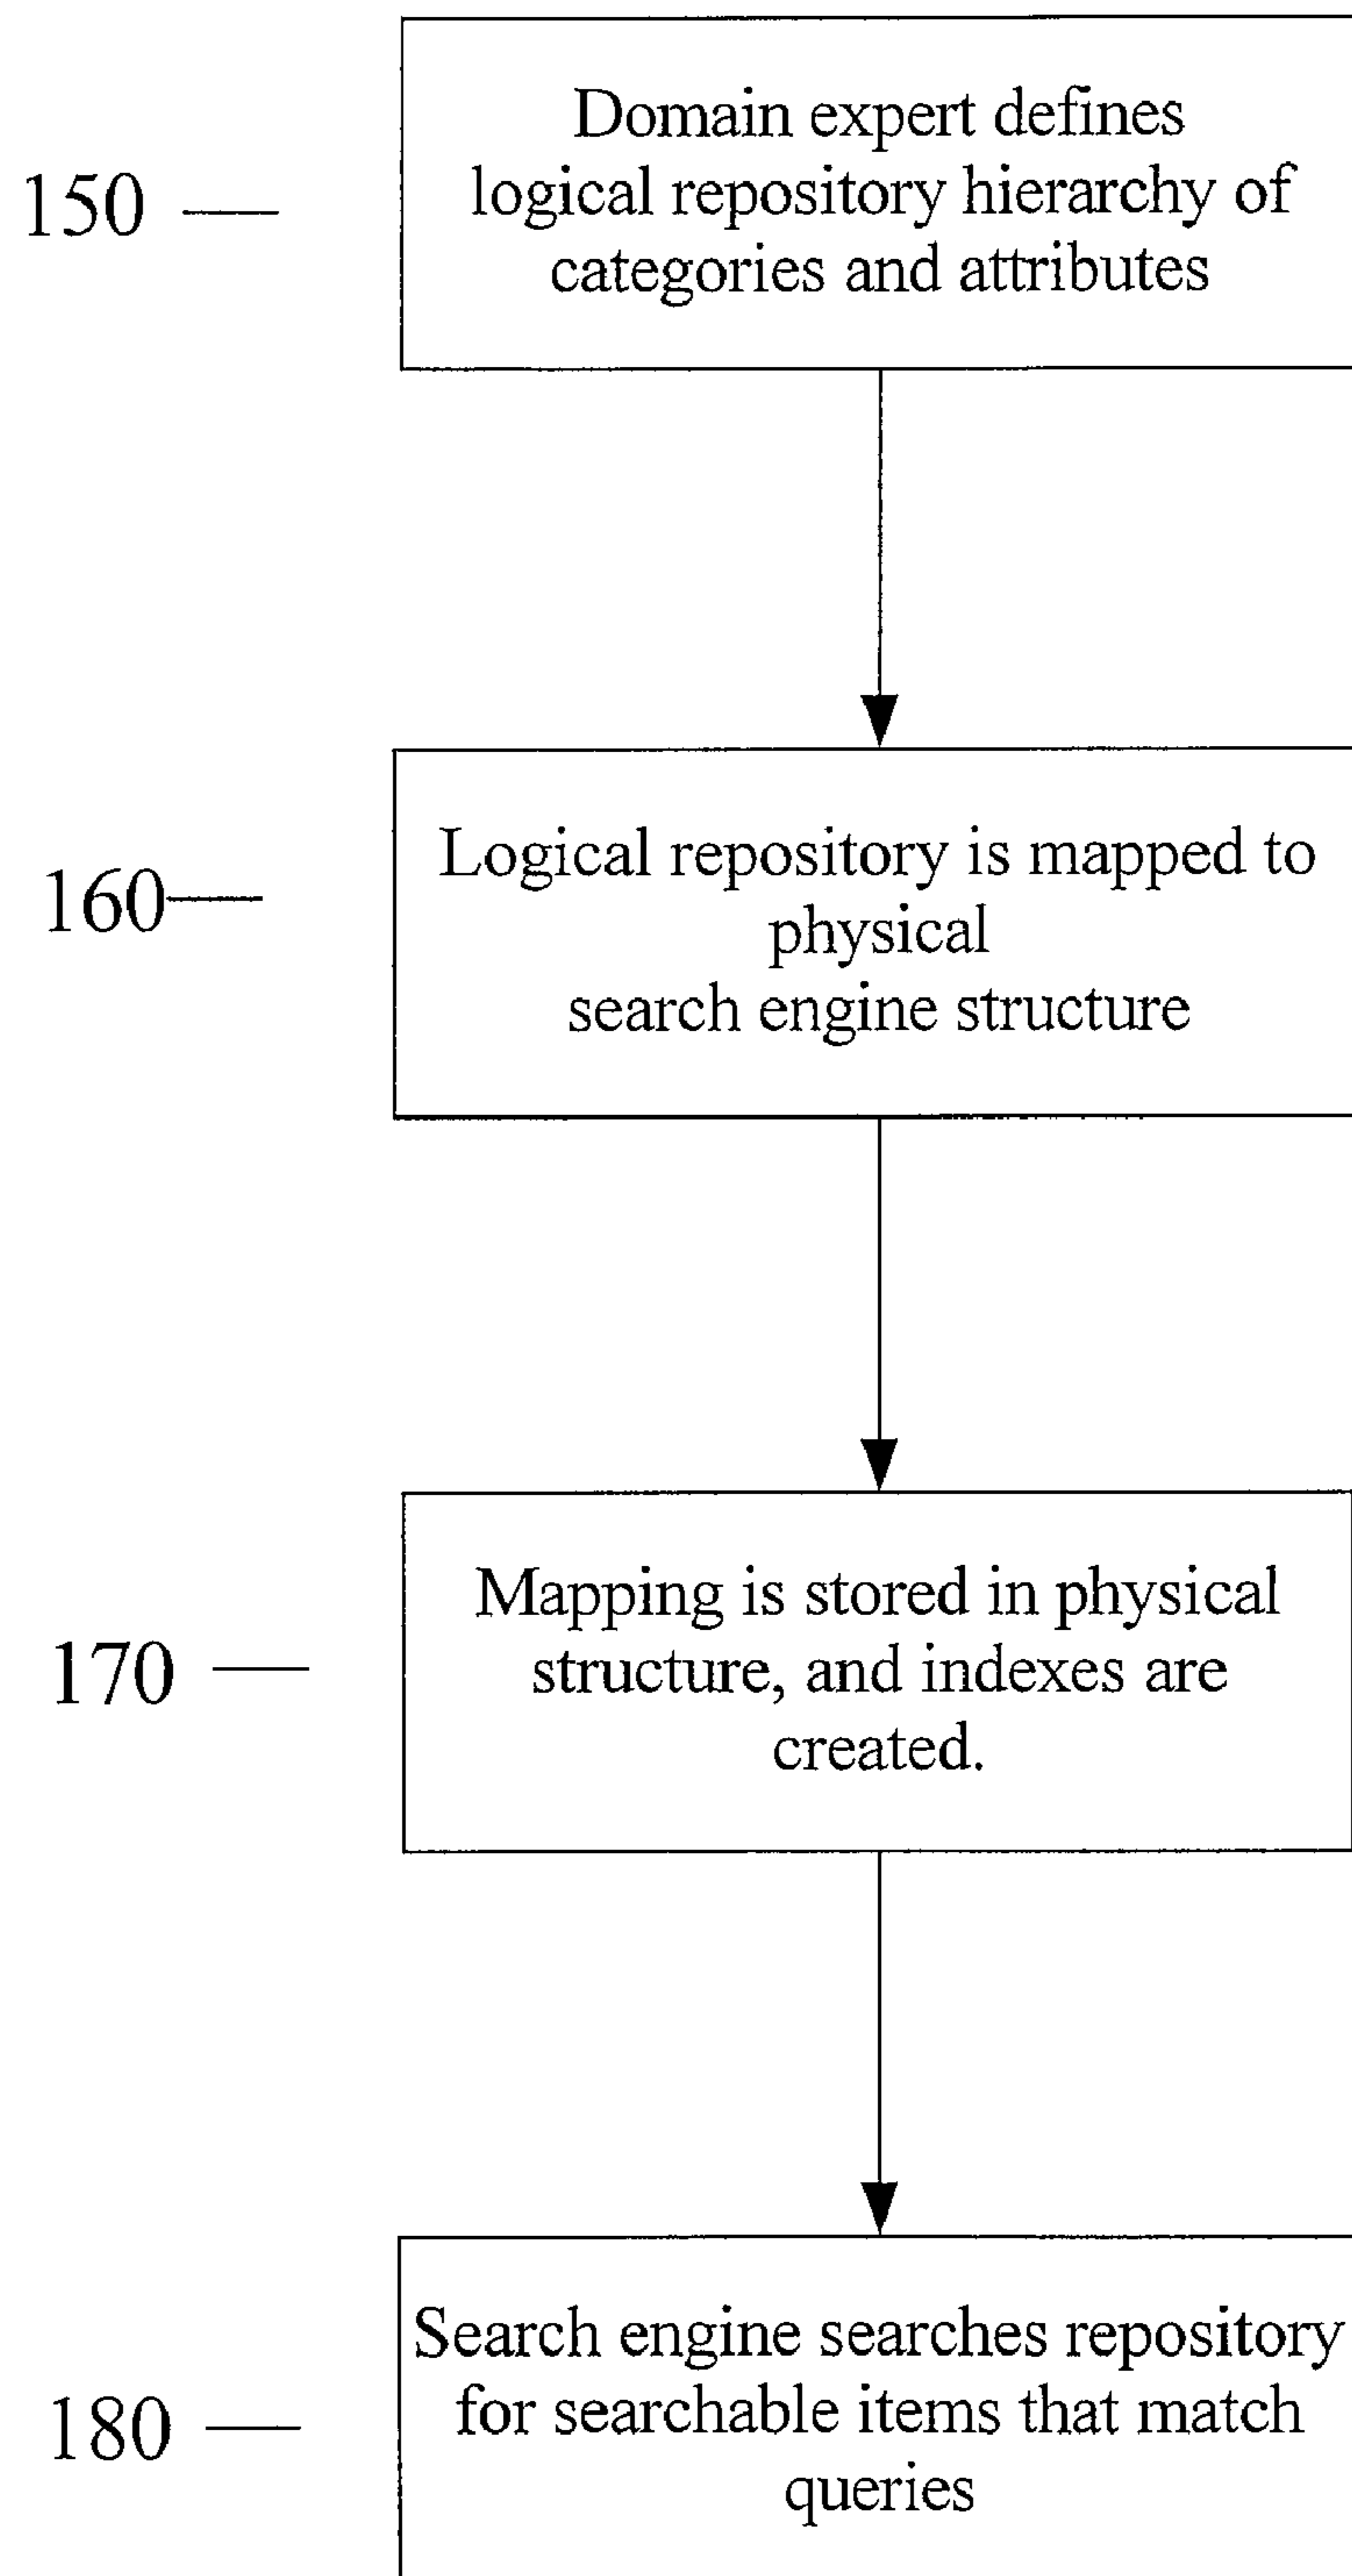 Domain expert defines
150 — logical repository hierarchy of
categories and attributes
Logical repository is mapped to
160— physical
search engine structure
Mapping is stored in physical
170 — structure, and indexes are
created.
Search engine searches repository
180 — for searchable items that match
queries